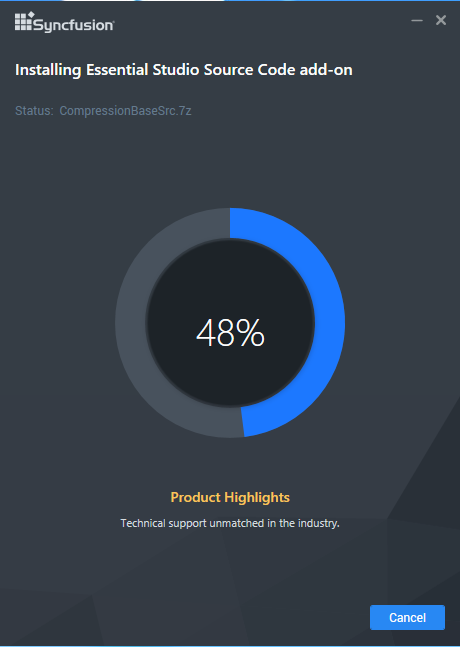 Syncfusion
Installing Essential Studio Source Code add-on
Status: CompressionBaseSrc.7z
48%
Product Highlights
Technical support unmatched in the industry.
Cancel